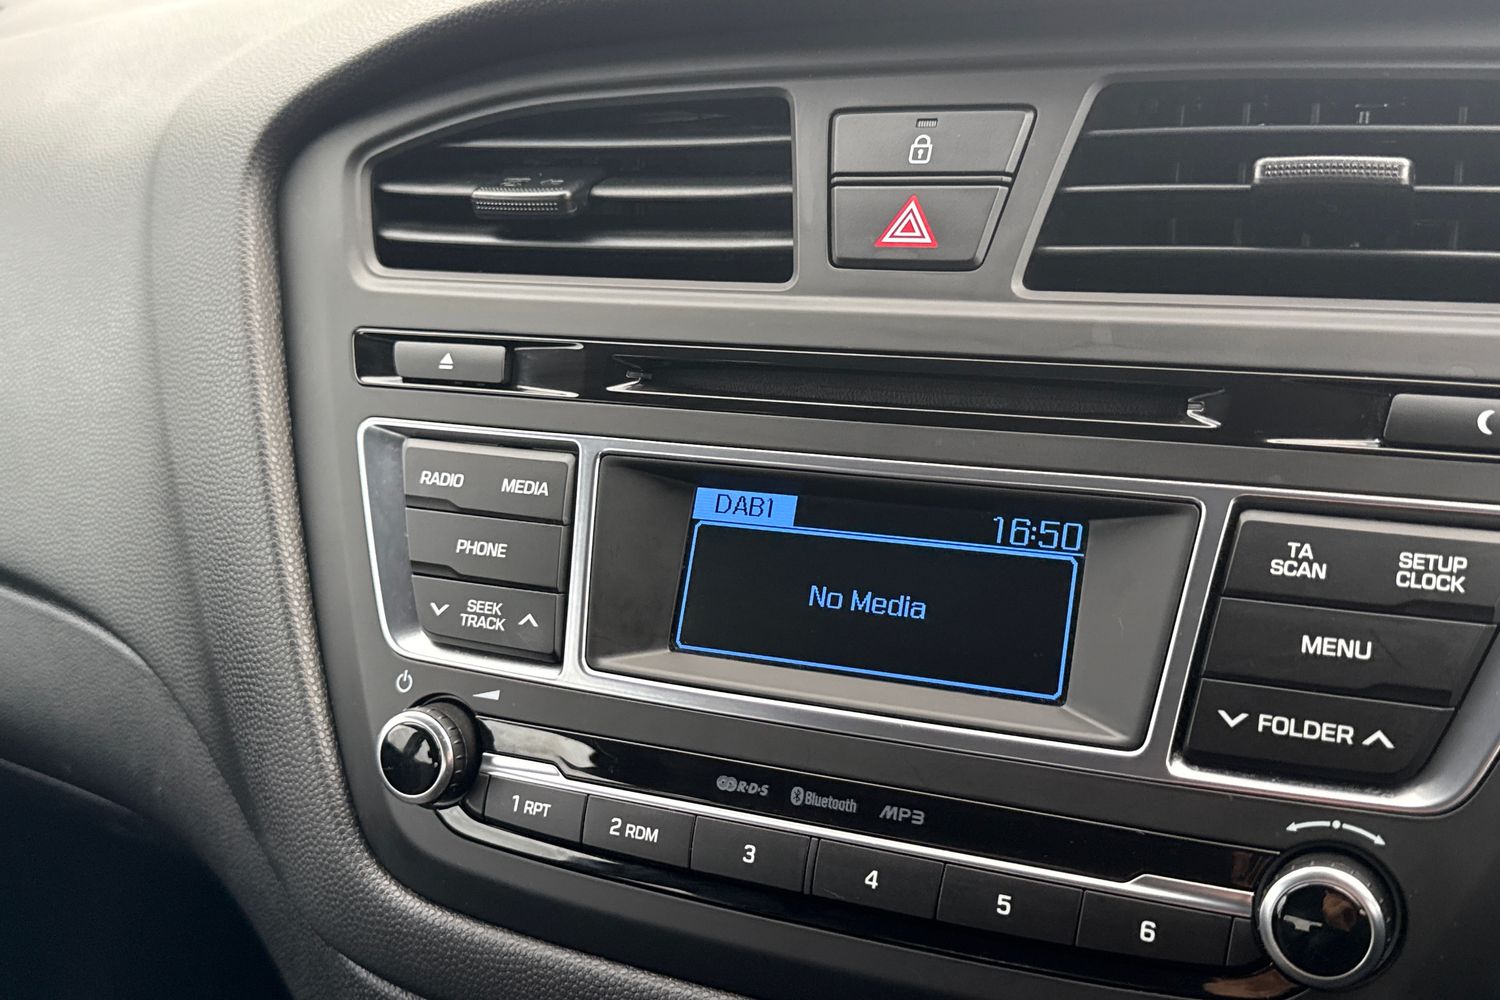 RADIO MEDIA
PHONE
SEEK
TRACK
DAB1 16:50
No Media
TA
SCAN
SETUP
CLOCK
MENU
FOLDER
R·D·S Bluetooth MP3
1 RPT 2 RDM 3 4 5 6